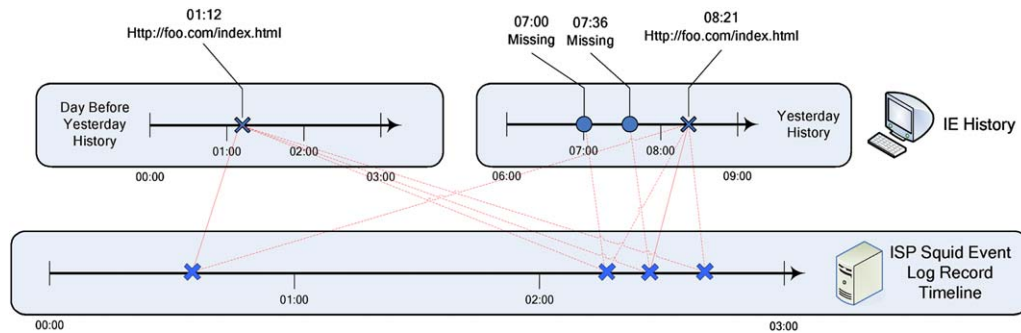 01:12
Http://foo.com/index.html
07:00
Missing
07:36
Missing
08:21
Http://foo.com/index.html
Day Before
Yesterday
History
01:00
02:00
00:00
03:00
07:00
08:00
06:00
09:00
Yesterday
History
IE History
01:00
02:00
00:00
03:00
ISP Squid Event
Log Record
Timeline